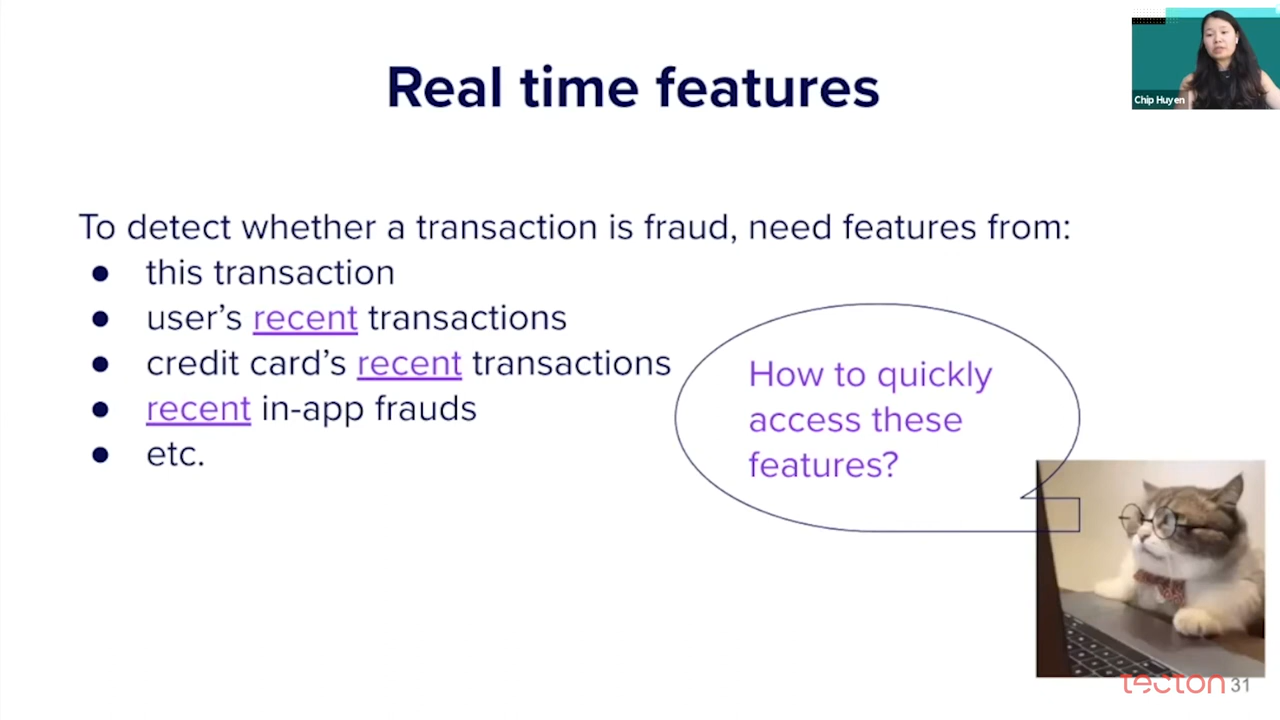 Chip Huyen
Real time features
To detect whether a transaction is fraud, need features from:
● this transaction
● user's recent transactions
● credit card's recent transactions
● recent in-app frauds
● etc.
How to quickly
access these
features?
tecton 31